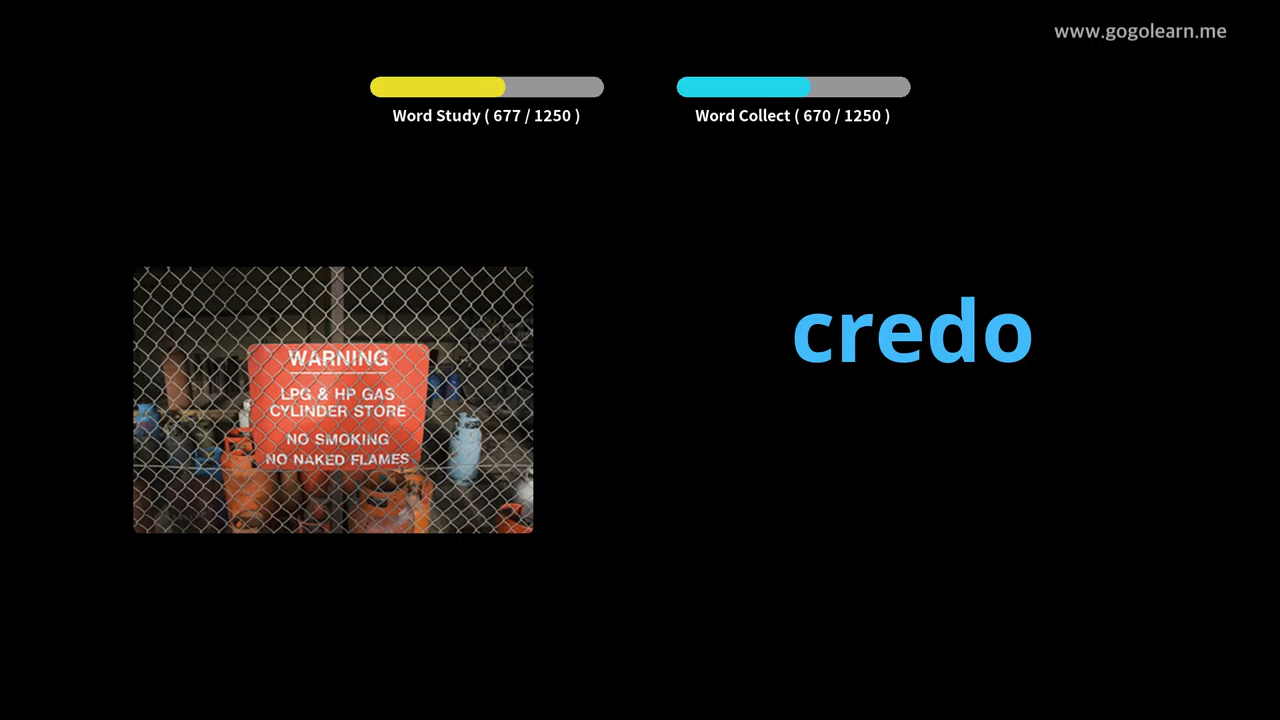 www.gogolearn.me
Word Study ( 677 / 1250 )
Word Collect ( 670 / 1250 )
credo
WARNING
LPG & HP GAS
CYLINDER STORE
NO SMOKING
NO NAKED FLAMES